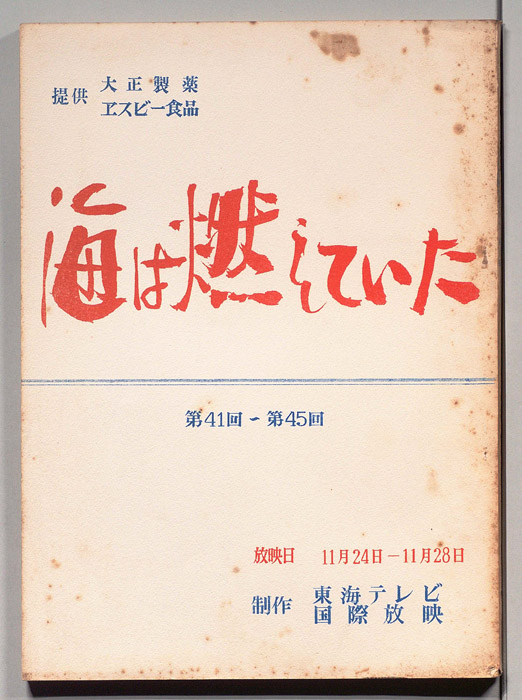 提供 大正製薬
ヱスビー食品
海は燃えていた
第41回〜第45回
放映日 11月24日－11月28日
制作 東海テレビ
国際放映